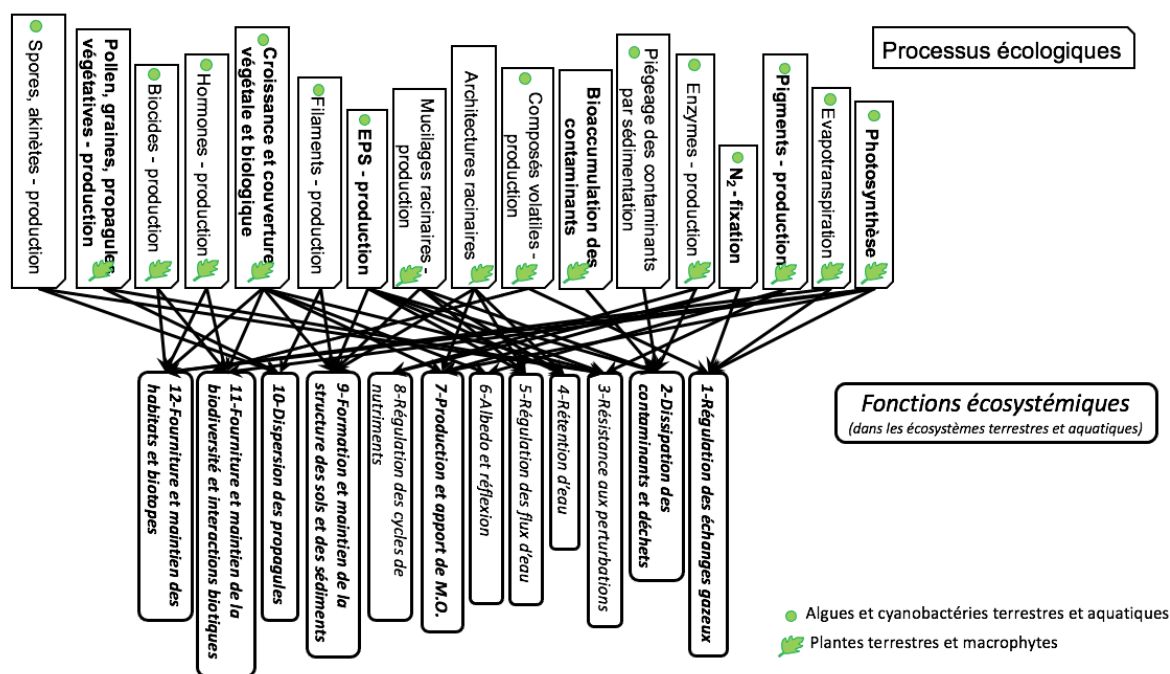 Processus écologiques
Spores, akinètes - production
Pollen, graines, propagules
végétatives - production
Biocides - production
Hormones - production
Croissance et couverture
végétale et biologique
Filaments - production
EPS - production
Mucilages racinaires -
production
Architectures racinaires
Composés volatiles -
production
Bioaccumulation des
contaminants
Piégeage des contaminants
par sédimentation
Enzymes - production
N₂ - fixation
Pigments - production
Evapotranspiration
Photosynthèse
12-Fourniture et maintien des
habitats et biotopes
11-Fourniture et maintien de la
biodiversité et interactions biotiques
10-Dispersion des propagules
9-Formation et maintien de la
structure des sols et des sédiments
8-Régulation des cycles de
nutriments
7-Production et apport de M.O.
6-Albedo et réflexion
5-Régulation des flux d'eau
4-Rétention d'eau
3-Résistance aux perturbations
2-Dissipation des
contaminants et déchets
1-Régulation des échanges gazeux
Fonctions écosystémiques
(dans les écosystèmes terrestres et aquatiques)
Algues et cyanobactéries terrestres et aquatiques
Plantes terrestres et macrophytes